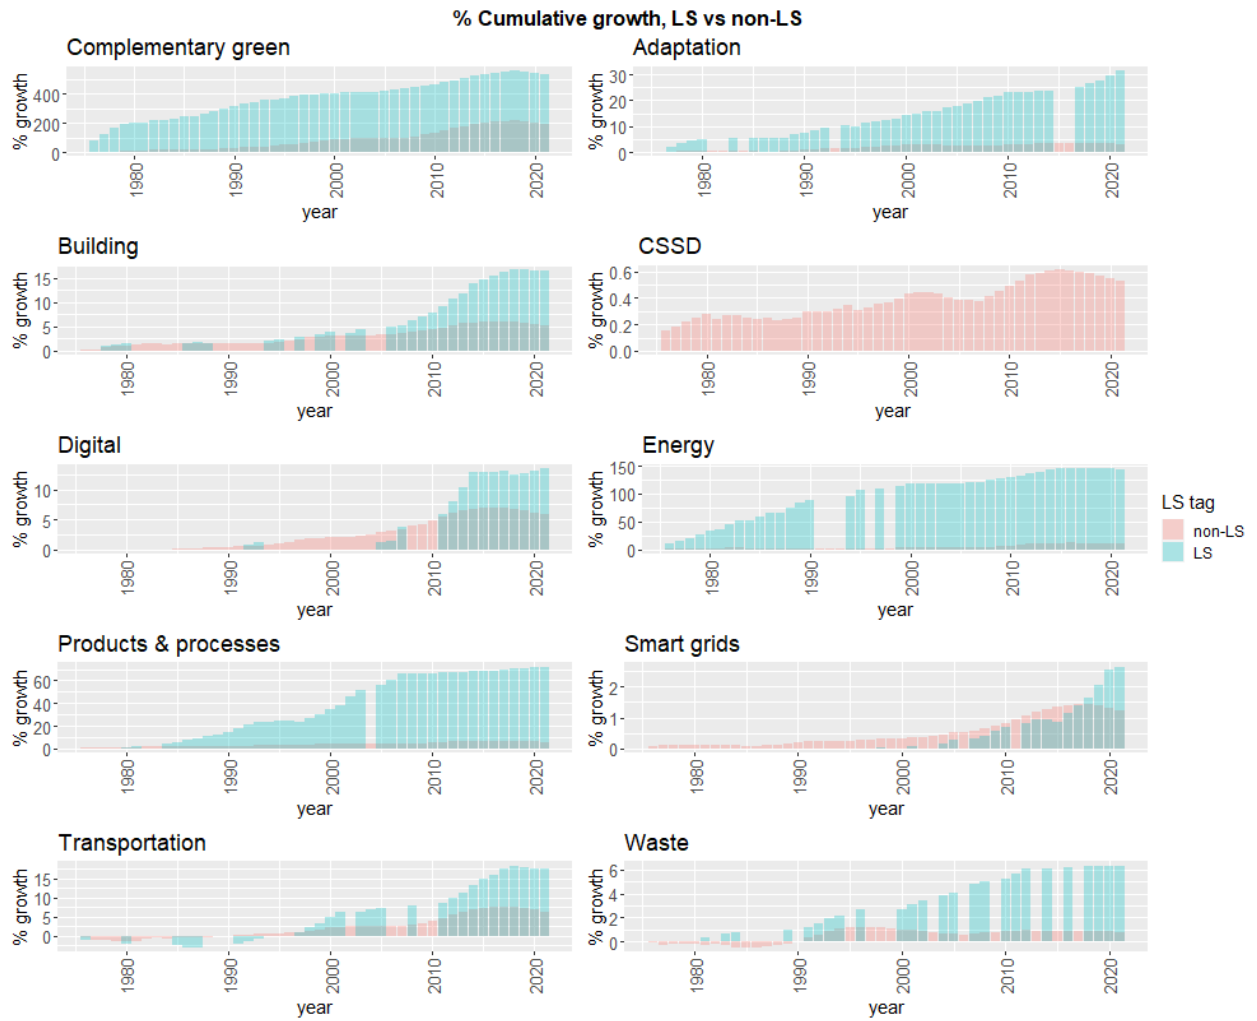 % Cumulative growth, LS vs non-LS
Complementary green
% growth
400
200
0
1980
1990
2000
2010
2020
year
Adaptation
% growth
30
20
10
0
1980
1990
2000
2010
2020
year
Building
% growth
15
10
5
0
1980
1990
2000
2010
2020
year
CSSD
% growth
0.6
0.4
0.2
0.0
1980
1990
2000
2010
2020
year
Digital
% growth
10
5
0
1980
1990
2000
2010
2020
year
Energy
% growth
150
100
50
0
1980
1990
2000
2010
2020
year
LS tag
non-LS
LS
Products & processes
% growth
60
40
20
0
1980
1990
2000
2010
2020
year
Smart grids
% growth
2
1
0
1980
1990
2000
2010
2020
year
Transportation
% growth
15
10
5
0
1980
1990
2000
2010
2020
year
Waste
% growth
6
4
2
0
1980
1990
2000
2010
2020
year